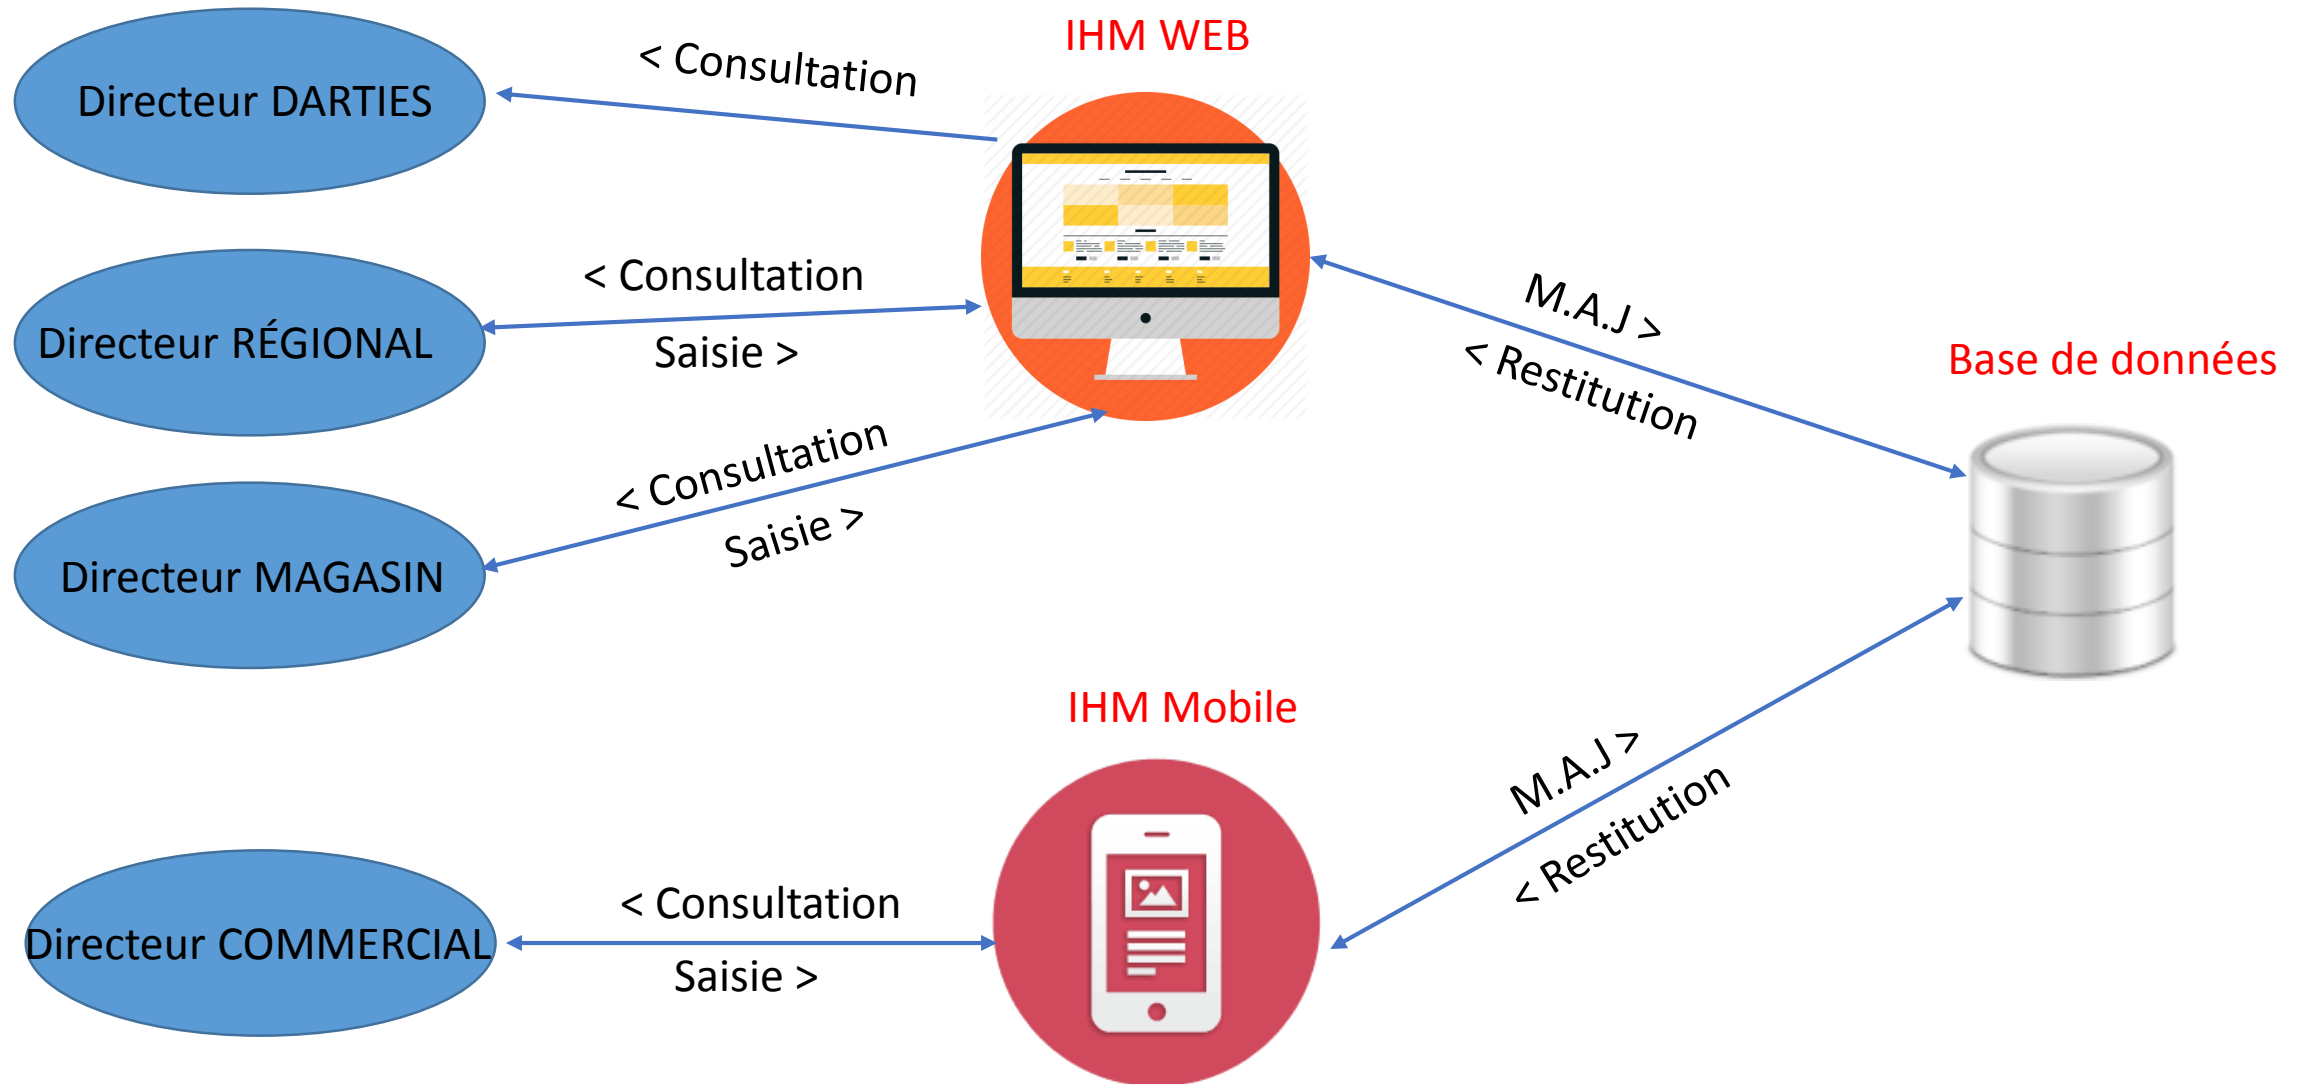 IHM WEB
< Consultation
Directeur DARTIES
< Consultation
Directeur RÉGIONAL
Saisie >
M.A.J >
< Restitution
Base de données
< Consultation
Saisie >
Directeur MAGASIN
IHM Mobile
M.A.J >
< Restitution
< Consultation
Directeur COMMERCIAL
Saisie >